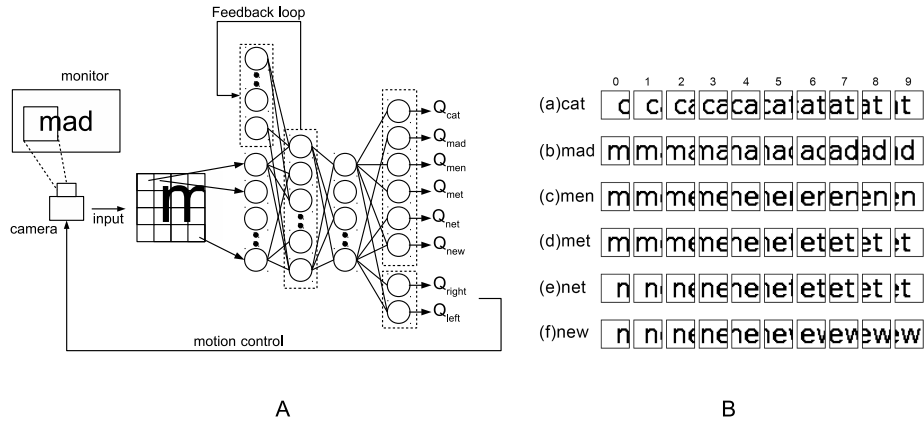 Feedback loop
monitor
mad
camera
input
m
Q_cat
Q_mad
Q_men
Q_met
Q_net
Q_new
Q_right
Q_left
motion control
A
0 1 2 3 4 5 6 7 8 9
(a)cat
(b)mad
(c)men
(d)met
(e)net
(f)new
B